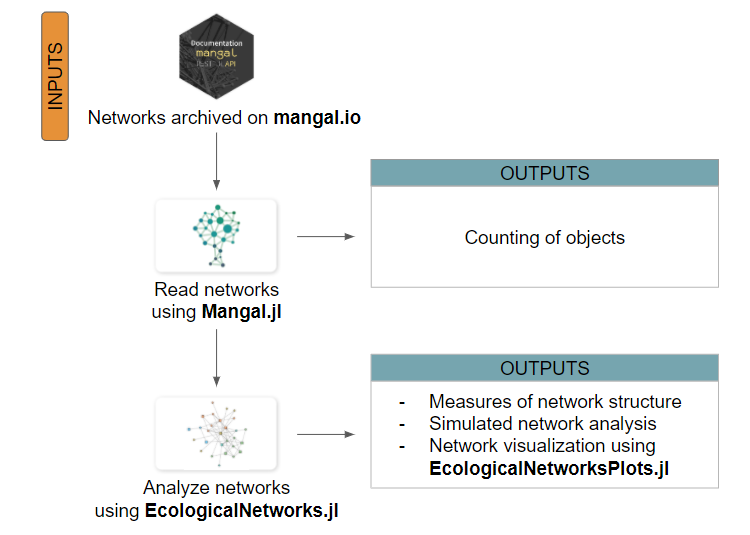 INPUTS
Documentation
mangal
REST API
Networks archived on mangal.io
OUTPUTS
Counting of objects
Read networks
using Mangal.jl
OUTPUTS
- Measures of network structure
- Simulated network analysis
- Network visualization using
EcologicalNetworksPlots.jl
Analyze networks
using EcologicalNetworks.jl